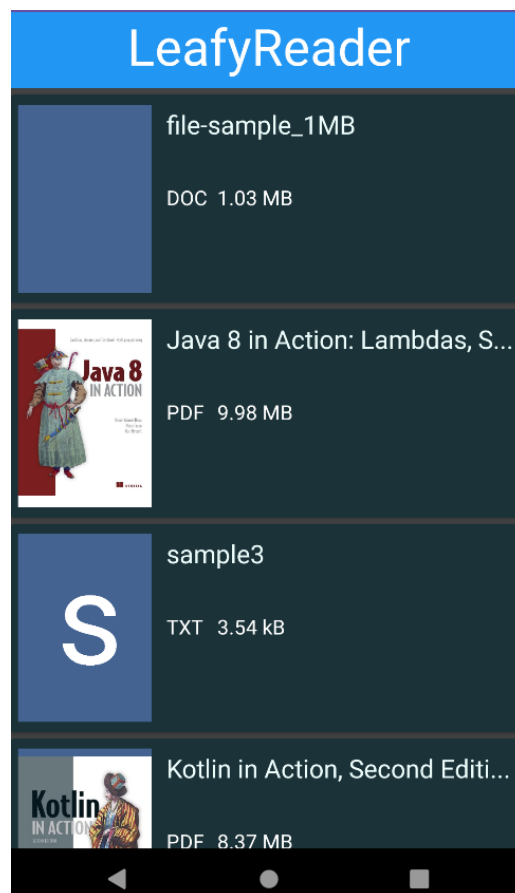 LeafyReader
file-sample_1MB
DOC 1.03 MB
Java 8 in Action: Lambdas, S...
Java 8
IN ACTION
PDF 9.98 MB
MANNING
sample3
S
TXT 3.54 kB
Kotlin in Action, Second Editi...
Kotlin
IN ACTION
PDF 8.37 MB